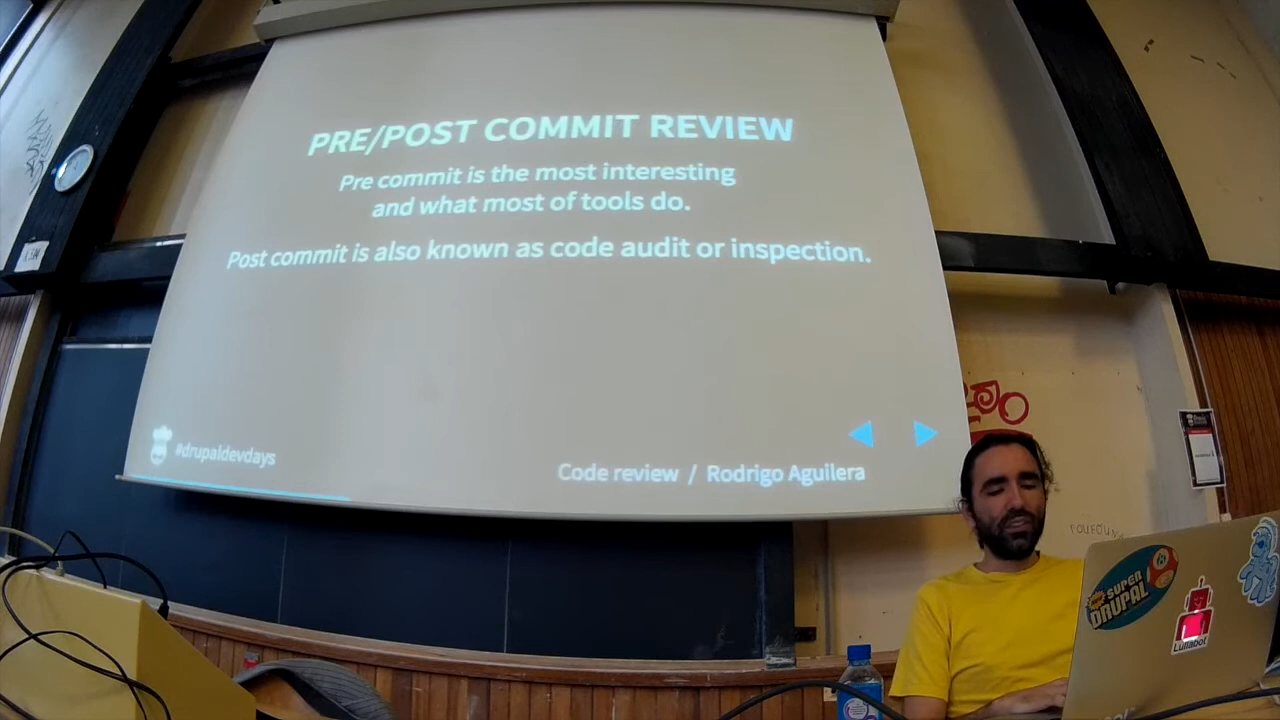 PRE/POST COMMIT REVIEW
Pre commit is the most interesting
and what most of tools do.
Post commit is also known as code audit or inspection.
#drupaldevdays
Code review / Rodrigo Aguilera
SUPER
DRUPAL
Lullabot